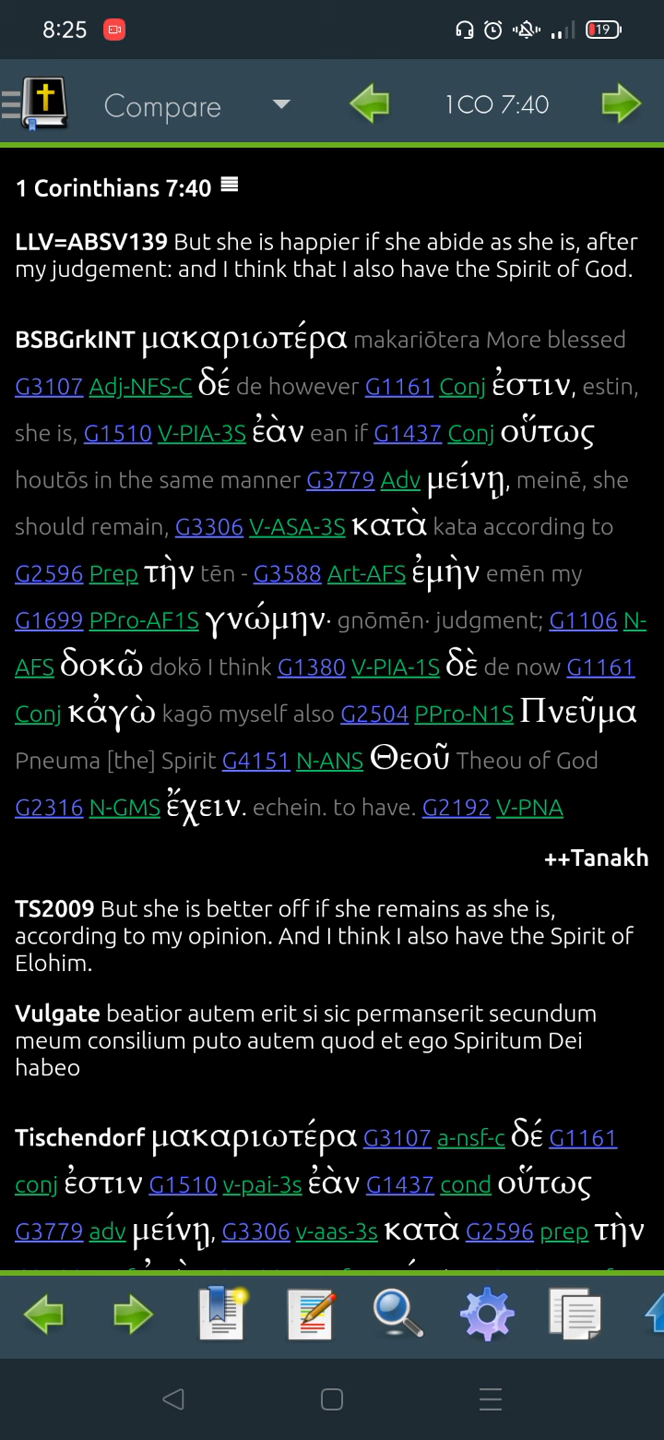 8:25
19
Compare
1CO 7:40
1 Corinthians 7:40
LLV=ABSV139 But she is happier if she abide as she is, after
my judgement: and I think that I also have the Spirit of God.
BSBGrkINT μακαριωτέρα makariōtera More blessed
G3107 Adj-NFS-C δέ de however G1161 Conj ἐστιν, estin,
she is, G1510 V-PIA-3S ἐὰν ean if G1437 Conj οὕτως
houtōs in the same manner G3779 Adv μείνῃ, meinē, she
should remain, G3306 V-ASA-3S κατὰ kata according to
G2596 Prep τὴν tēn - G3588 Art-AFS ἐμὴν emēn my
G1699 PPro-AF1S γνώμην· gnōmēn· judgment; G1106 N-
AFS δοκῶ dokō I think G1380 V-PIA-1S δὲ de now G1161
Conj κἀγὼ kagō myself also G2504 PPro-N1S Πνεῦμα
Pneuma [the] Spirit G4151 N-ANS Θεοῦ Theou of God
G2316 N-GMS ἔχειν. echein. to have. G2192 V-PNA
++Tanakh
TS2009 But she is better off if she remains as she is,
according to my opinion. And I think I also have the Spirit of
Elohim.
Vulgate beatior autem erit si sic permanserit secundum
meum consilium puto autem quod et ego Spiritum Dei
habeo
Tischendorf μακαριωτέρα G3107 a-nsf-c δέ G1161
conj ἐστιν G1510 v-pai-3s ἐὰν G1437 cond οὕτως
G3779 adv μείνῃ, G3306 v-aas-3s κατὰ G2596 prep τὴν